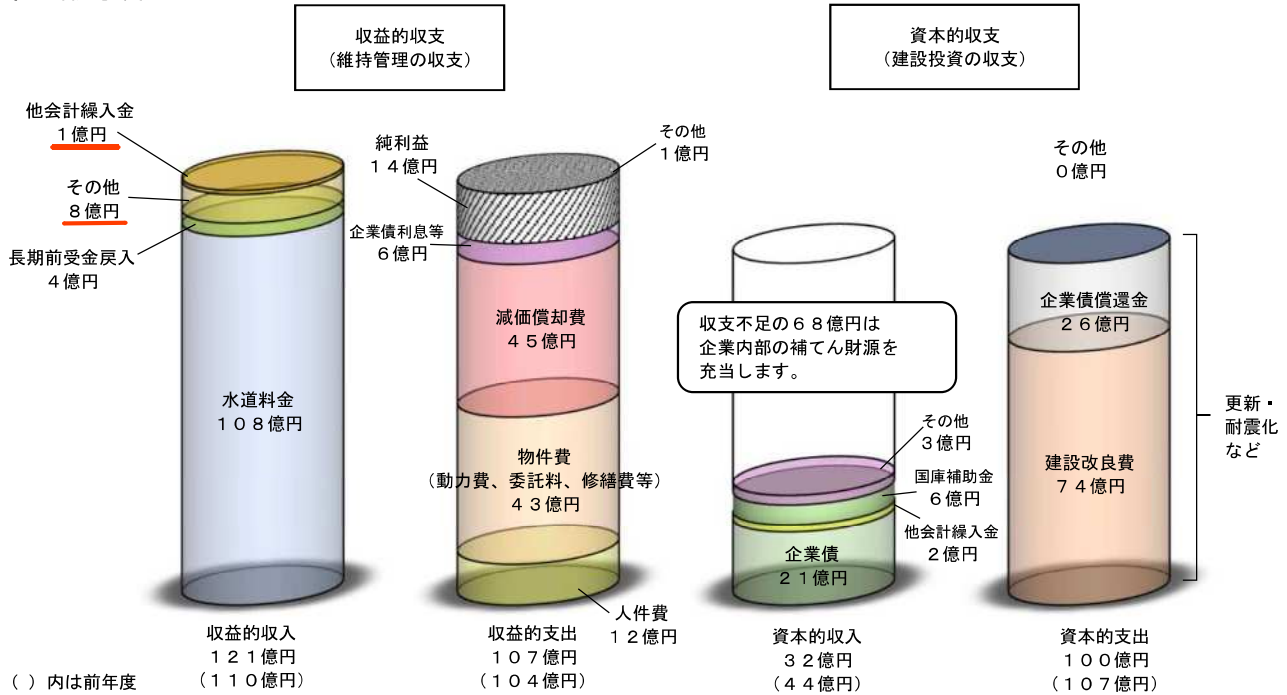 収益的収支
（維持管理の収支）
資本的収支
（建設投資の収支）
他会計繰入金
１億円
その他
８億円
長期前受金戻入
４億円
水道料金
１０８億円
収益的収入
１２１億円
（１１０億円）
純利益
１４億円
その他
１億円
企業債利息等
６億円
減価償却費
４５億円
物件費
（動力費、委託料、修繕費等）
４３億円
人件費
１２億円
収益的支出
１０７億円
（１０４億円）
収支不足の６８億円は
企業内部の補てん財源を
充当します。
その他
３億円
国庫補助金
６億円
他会計繰入金
２億円
企業債
２１億円
資本的収入
３２億円
（４４億円）
その他
０億円
企業債償還金
２６億円
建設改良費
７４億円
更新・
耐震化
など
資本的支出
１００億円
（１０７億円）
（ ）内は前年度